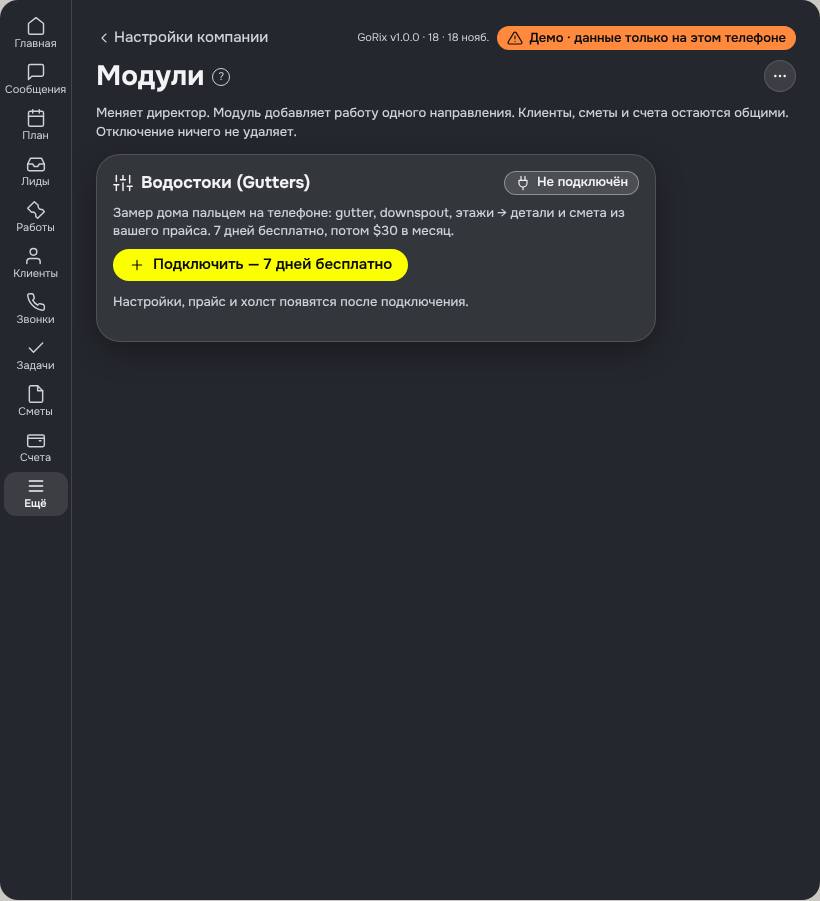 Главная
Сообщения
План
Лиды
Работы
Клиенты
Звонки
Задачи
Сметы
Счета
Ещё
Настройки компании
GoRix v1.0.0 · 18 · 18 нояб.
Демо · данные только на этом телефоне
Модули ?
Меняет директор. Модуль добавляет работу одного направления. Клиенты, сметы и счета остаются общими.
Отключение ничего не удаляет.
Водостоки (Gutters)
Не подключён
Замер дома пальцем на телефоне: gutter, downspout, этажи → детали и смета из
вашего прайса. 7 дней бесплатно, потом $30 в месяц.
+ Подключить — 7 дней бесплатно
Настройки, прайс и холст появятся после подключения.